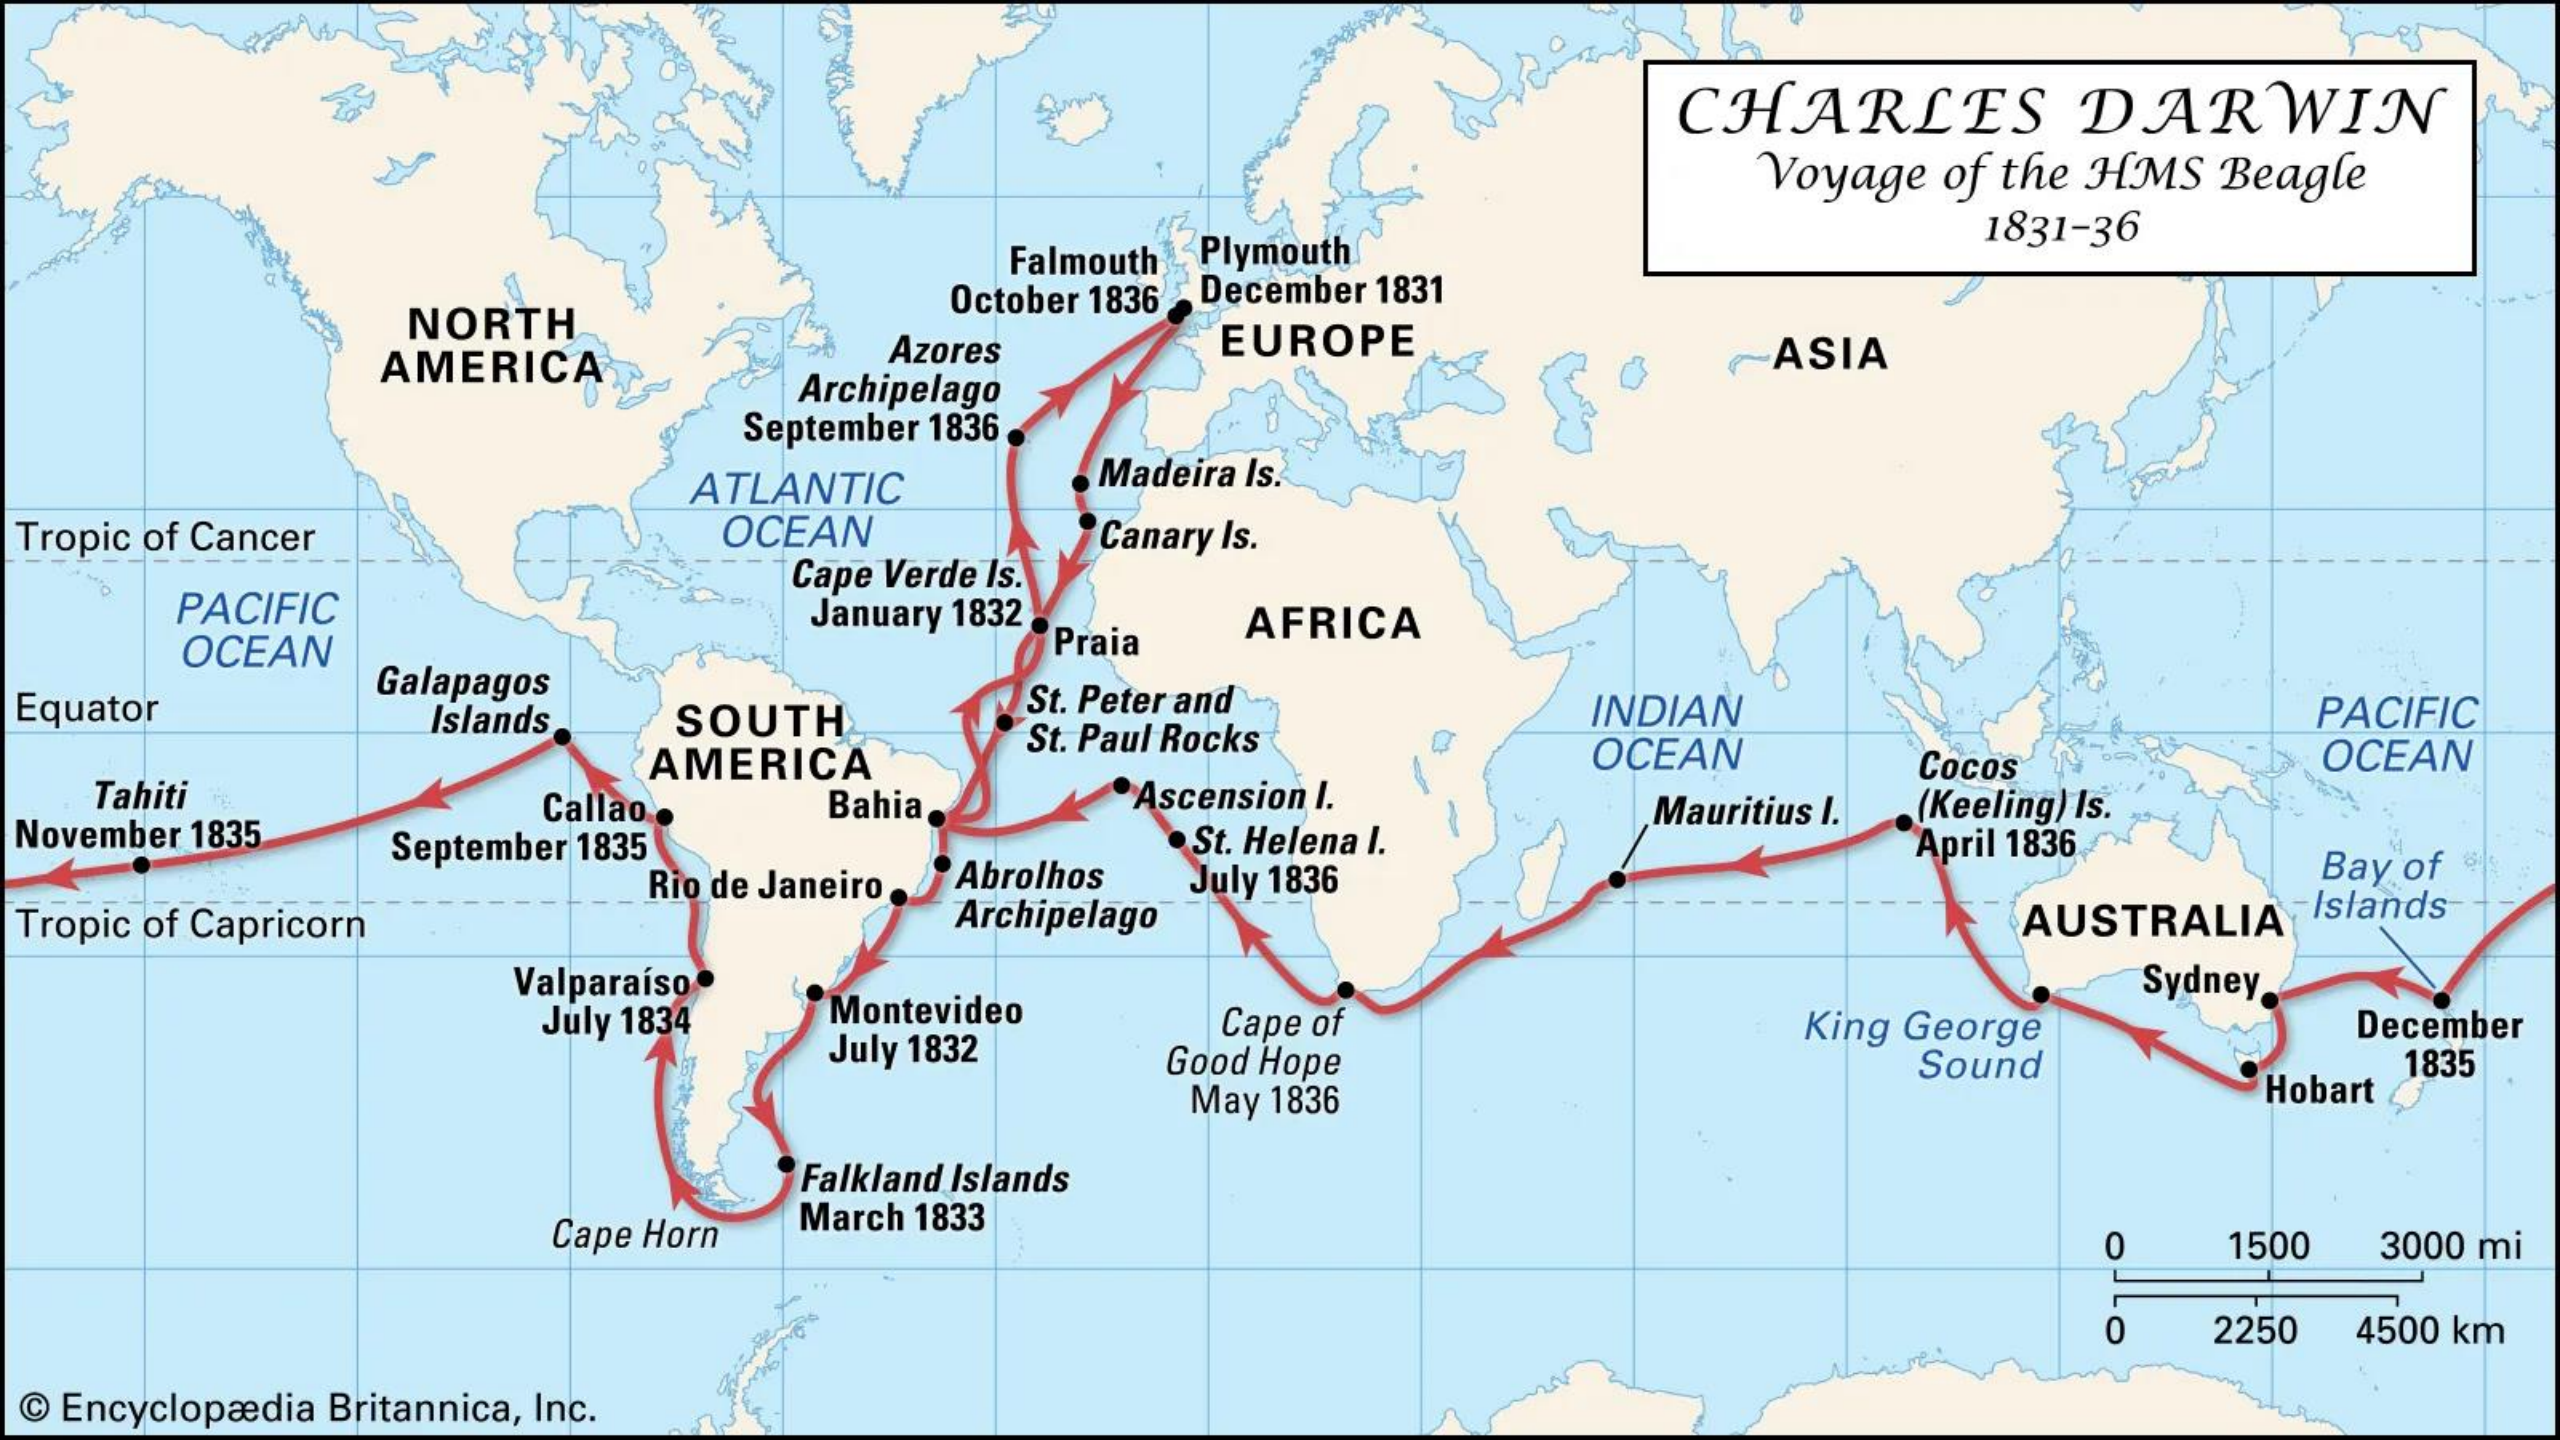 CHARLES DARWIN
Voyage of the HMS Beagle
1831–36
NORTH
AMERICA
Falmouth
October 1836
Plymouth
December 1831
EUROPE
ASIA
Azores
Archipelago
September 1836
ATLANTIC
OCEAN
Madeira Is.
Canary Is.
Tropic of Cancer
PACIFIC
OCEAN
Cape Verde Is.
January 1832
Praia
AFRICA
Galapagos
Islands
Equator
SOUTH
AMERICA
St. Peter and
St. Paul Rocks
INDIAN
OCEAN
PACIFIC
OCEAN
Tahiti
November 1835
Callao
September 1835
Bahia
Ascension I.
St. Helena I.
July 1836
Mauritius I.
Cocos
(Keeling) Is.
April 1836
Bay of
Islands
Rio de Janeiro
Abrolhos
Archipelago
Tropic of Capricorn
AUSTRALIA
Valparaíso
July 1834
Montevideo
July 1832
Cape of
Good Hope
May 1836
King George
Sound
Sydney
December
1835
Hobart
Falkland Islands
March 1833
Cape Horn
0 1500 3000 mi
0 2250 4500 km
© Encyclopædia Britannica, Inc.